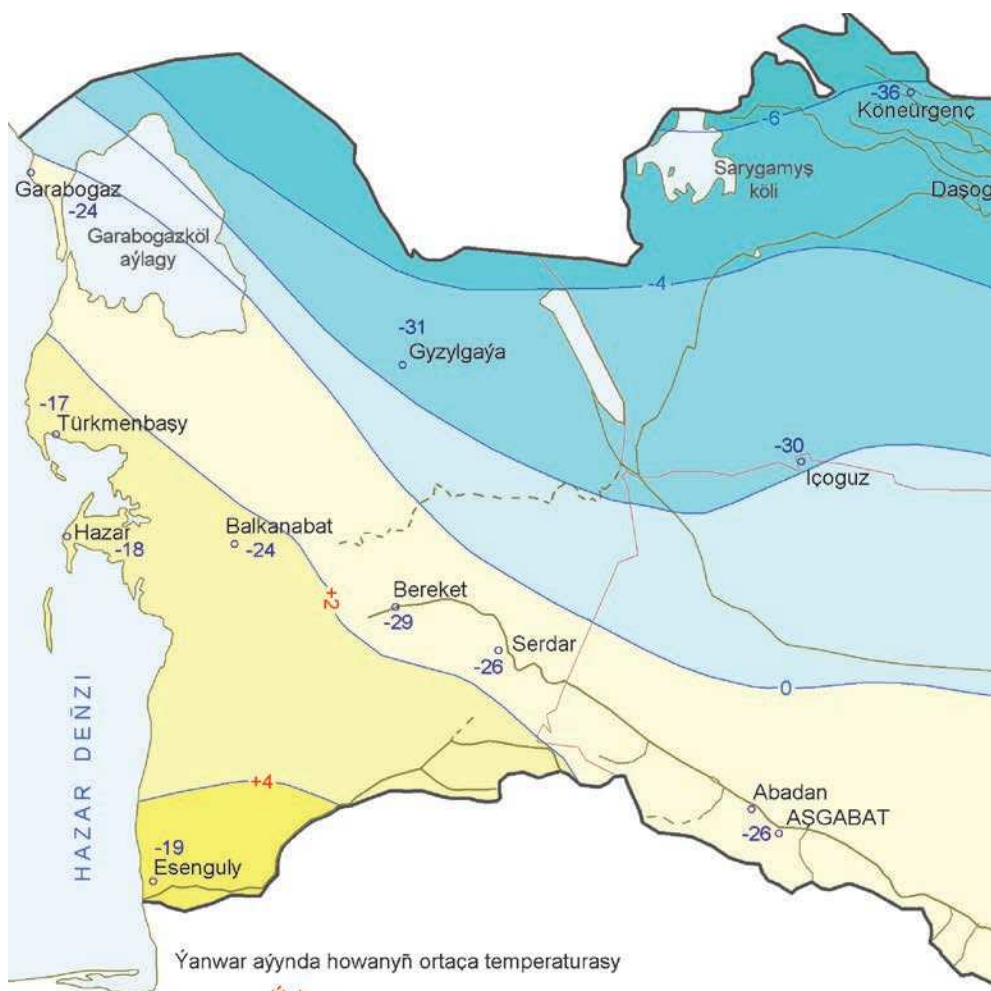 -36
Köneürgenç
-6
Sarygamyş
köli
Daşog
Garabogaz
-24
Garabogazköl
aýlagy
-4
-31
Gyzylgaýa
-17
Türkmenbaşy
-30
Içoguz
Hazar
-18
Balkanabat
-24
+2
Bereket
-29
Serdar
-26
0
HAZAR DEŇZI
+4
Abadan
AŞGABAT
-26
-19
Esenguly
Ýanwar aýynda howanyň ortaça temperaturasy